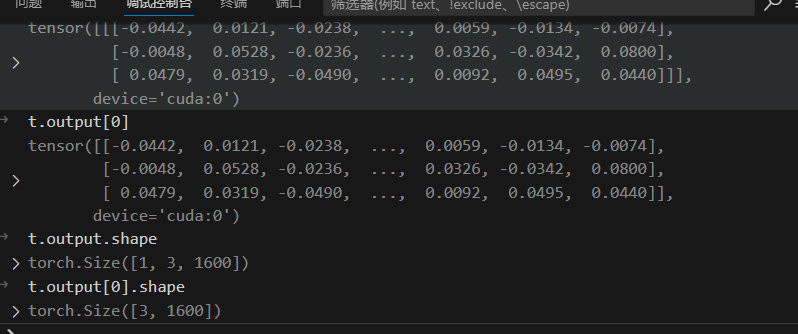 问题 输出 调试控制台 终端 端口 筛选器(例如 text、!exclude、\escape)
tensor([[[-0.0442,  0.0121, -0.0238,  ...,  0.0059, -0.0134, -0.0074],
[-0.0048,  0.0528, -0.0236,  ...,  0.0326, -0.0342,  0.0800],
[ 0.0479,  0.0319, -0.0490,  ...,  0.0092,  0.0495,  0.0440]]],
device='cuda:0')
t.output[0]
tensor([[-0.0442,  0.0121, -0.0238,  ...,  0.0059, -0.0134, -0.0074],
[-0.0048,  0.0528, -0.0236,  ...,  0.0326, -0.0342,  0.0800],
[ 0.0479,  0.0319, -0.0490,  ...,  0.0092,  0.0495,  0.0440]],
device='cuda:0')
t.output.shape
torch.Size([1, 3, 1600])
t.output[0].shape
torch.Size([3, 1600])